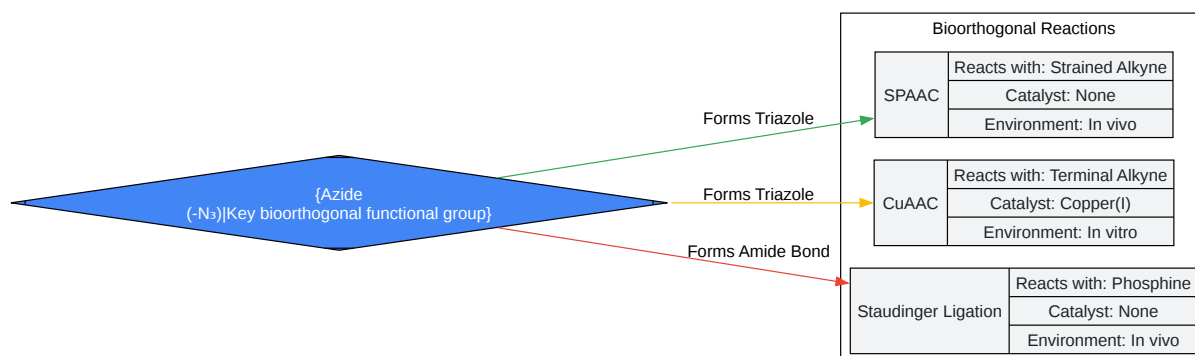 Bioorthogonal Reactions
SPAAC
Reacts with: Strained Alkyne
Catalyst: None
Environment: In vivo
Forms Triazole
{Azide
(-N₃)|Key bioorthogonal functional group}
Forms Triazole
CuAAC
Reacts with: Terminal Alkyne
Catalyst: Copper(I)
Environment: In vitro
Forms Amide Bond
Staudinger Ligation
Reacts with: Phosphine
Catalyst: None
Environment: In vivo